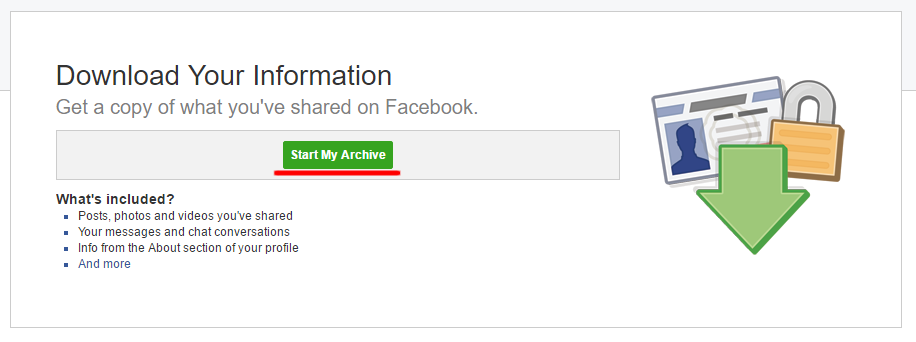 Download Your Information
Get a copy of what you've shared on Facebook.
Start My Archive
What's included?
Posts, photos and videos you've shared
Your messages and chat conversations
Info from the About section of your profile
And more